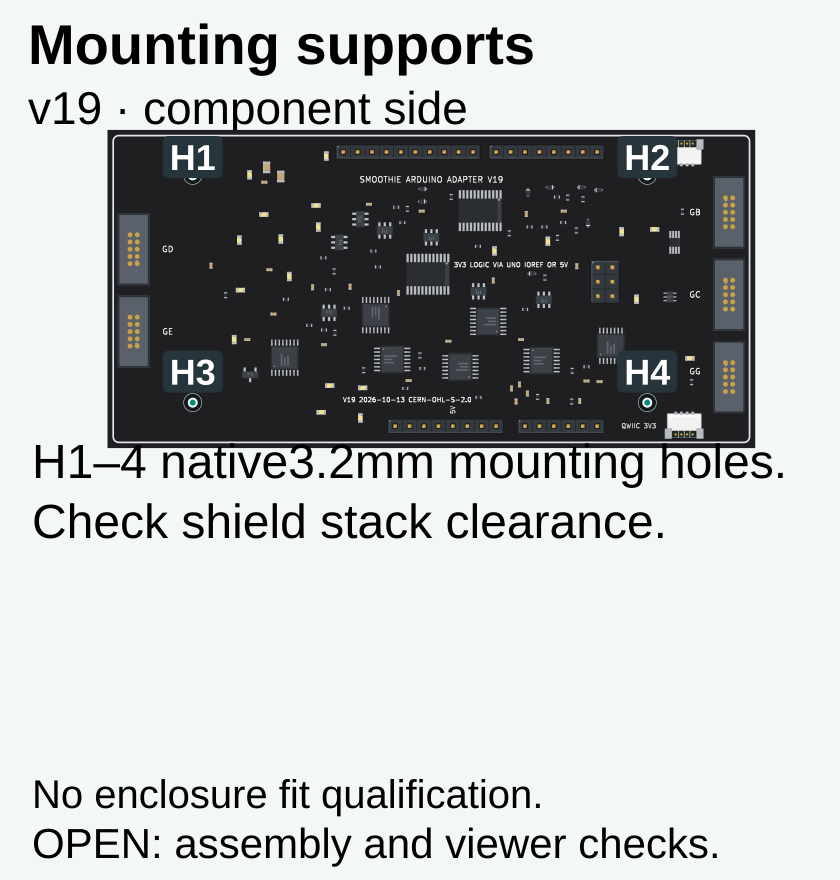 Mounting supports
v19 · component side
H1
H2
SMOOTHIE ARDUINO ADAPTER V19
GB
GD
3V3 LOGIC VIA UNO IOREF OR 5V
GC
GE
H3
H4
GG
V19 2026-10-13 CERN-OHL-S-2.0
5V
QWIIC 3V3
H1–4 native3.2mm mounting holes.
Check shield stack clearance.
No enclosure fit qualification.
OPEN: assembly and viewer checks.